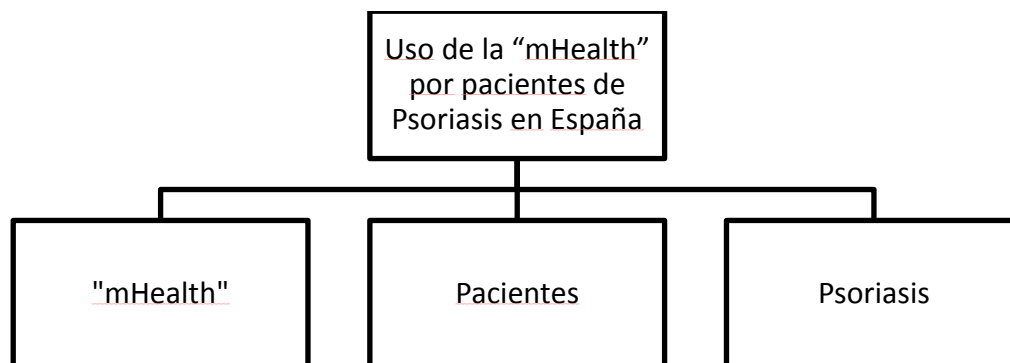 Uso de la “mHealth”
por pacientes de
Psoriasis en España
"mHealth"
Pacientes
Psoriasis